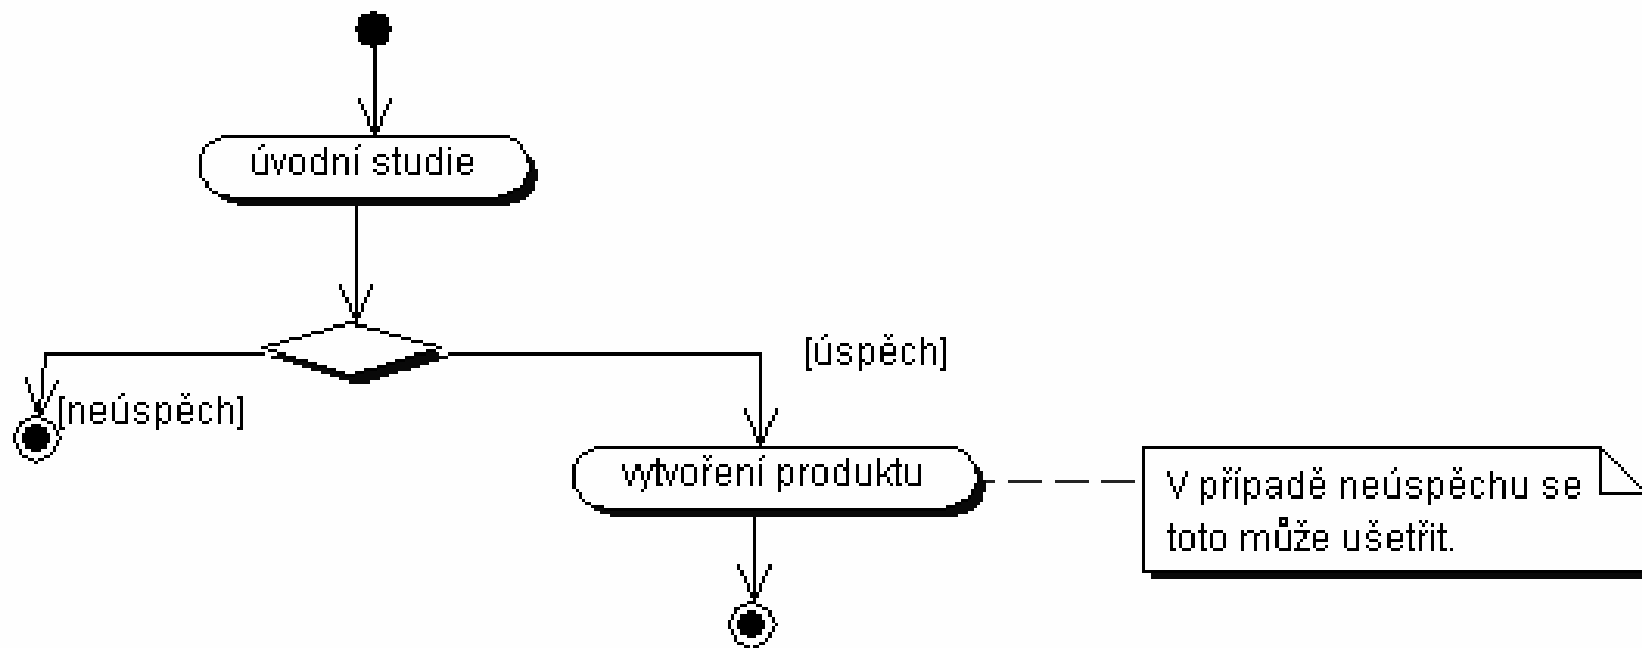 úvodní studie
[úspěch]
[neúspěch]
vytvoření produktu
V případě neúspěchu se
toto může ušetřit.